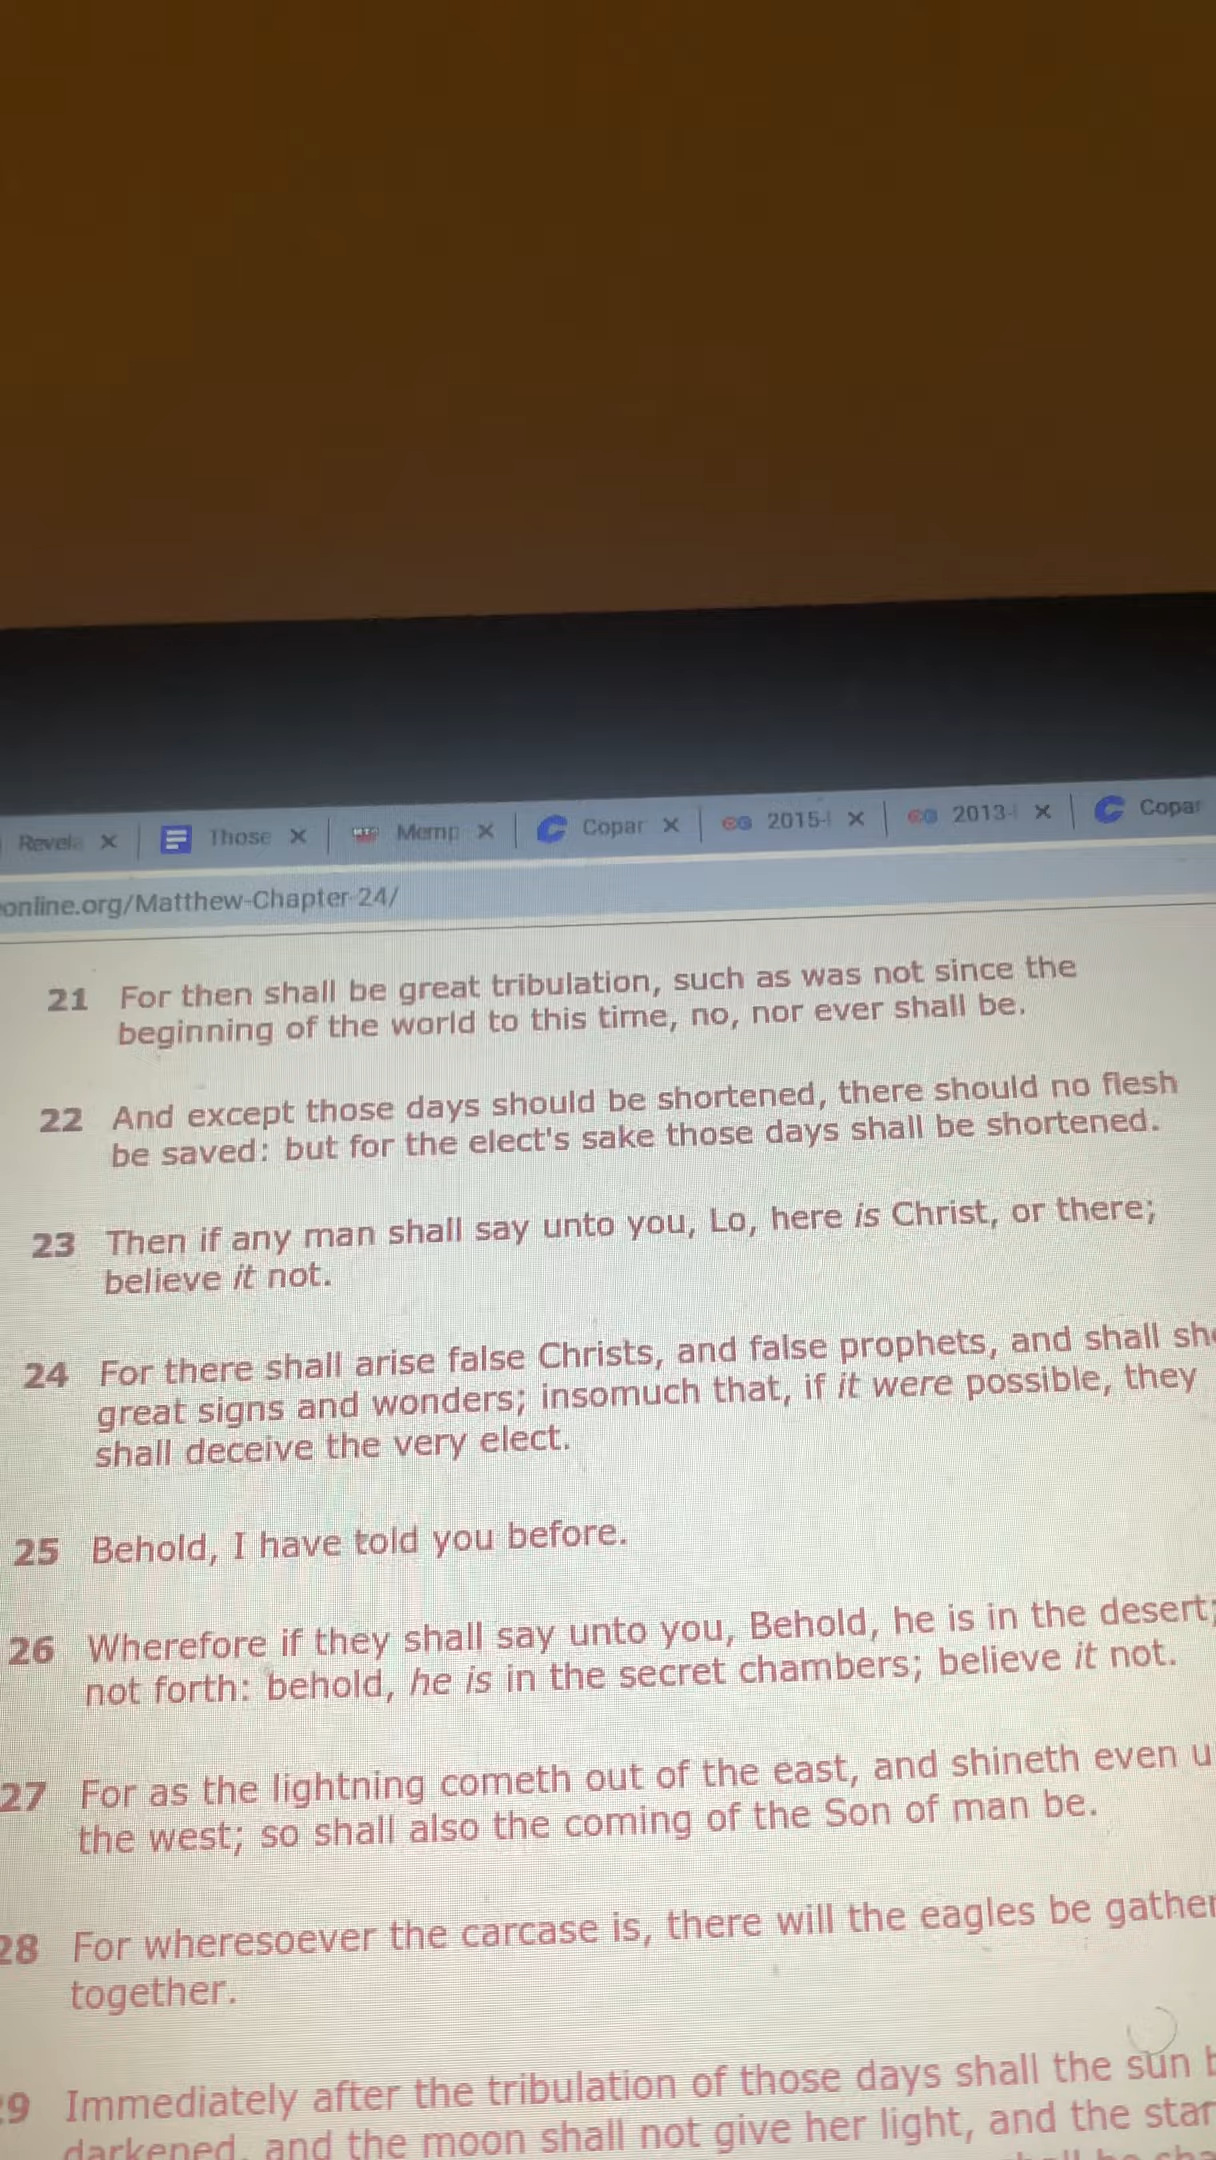 Revela
Those
Memp
Copar
2015-
2013-
Copar
online.org/Matthew-Chapter-24/
21 For then shall be great tribulation, such as was not since the
beginning of the world to this time, no, nor ever shall be.
22 And except those days should be shortened, there should no flesh
be saved: but for the elect's sake those days shall be shortened.
23 Then if any man shall say unto you, Lo, here is Christ, or there;
believe it not.
24 For there shall arise false Christs, and false prophets, and shall sh
great signs and wonders; insomuch that, if it were possible, they
shall deceive the very elect.
25 Behold, I have told you before.
26 Wherefore if they shall say unto you, Behold, he is in the desert;
not forth: behold, he is in the secret chambers; believe it not.
27 For as the lightning cometh out of the east, and shineth even u
the west; so shall also the coming of the Son of man be.
28 For wheresoever the carcase is, there will the eagles be gather
together.
9 Immediately after the tribulation of those days shall the sun b
darkened, and the moon shall not give her light, and the star